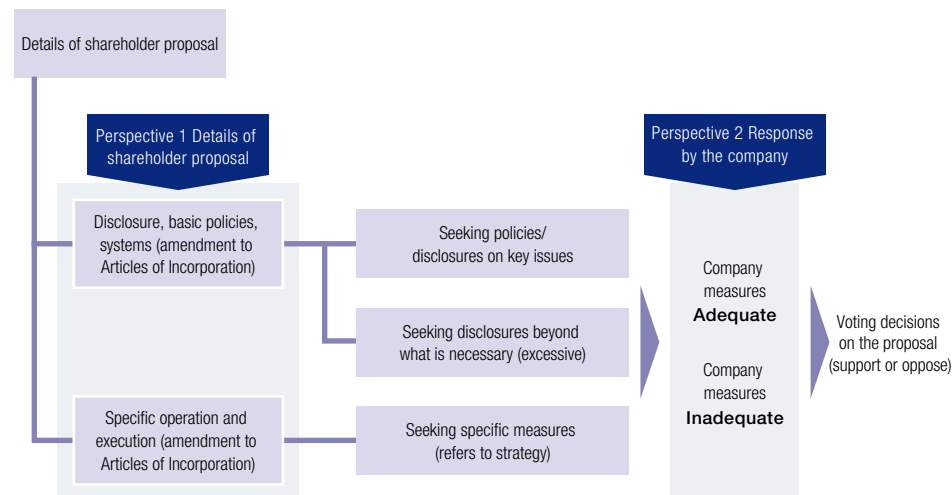 Details of shareholder proposal
Perspective 1 Details of
shareholder proposal
Perspective 2 Response
by the company
Disclosure, basic policies,
systems (amendment to
Articles of Incorporation)
Seeking policies/
disclosures on key issues
Seeking disclosures beyond
what is necessary (excessive)
Specific operation and
execution (amendment to
Articles of Incorporation)
Seeking specific measures
(refers to strategy)
Company
measures
Adequate
Company
measures
Inadequate
Voting decisions
on the proposal
(support or oppose)